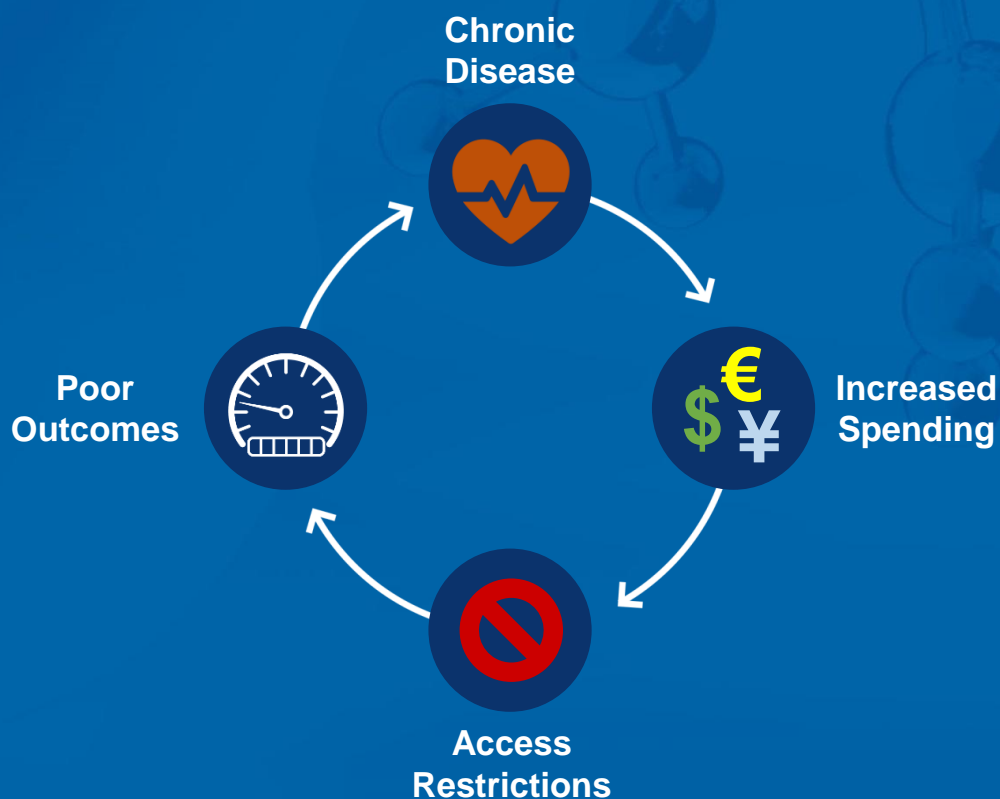 Chronic
Disease
Poor
Outcomes
€
$
¥
Increased
Spending
Access
Restrictions